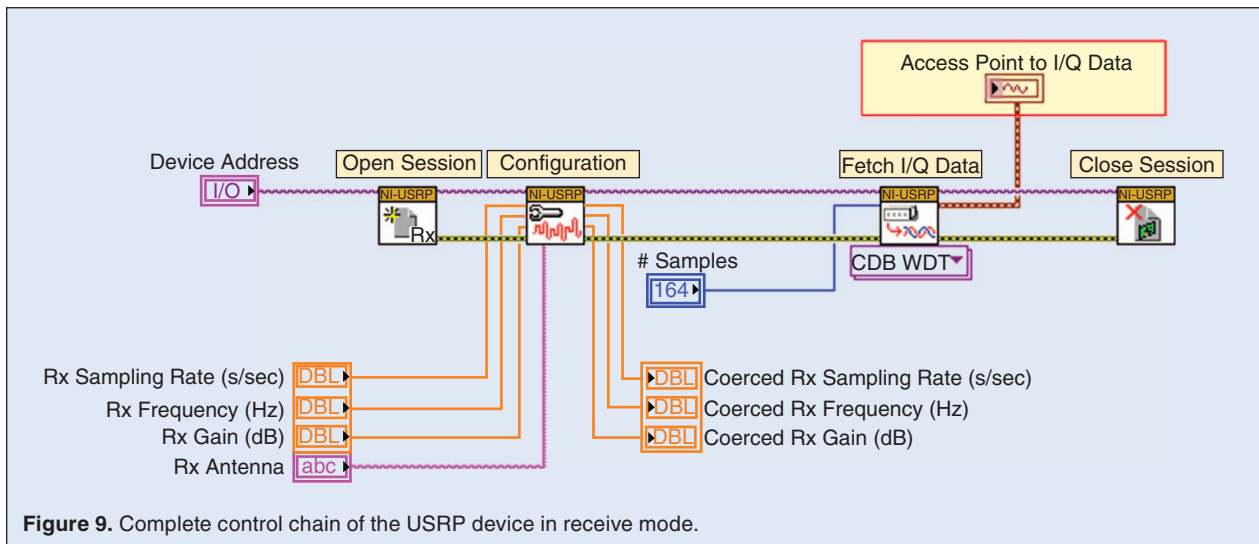 Access Point to I/Q Data
Device Address
I/O
Open Session
Configuration
Fetch I/Q Data
Close Session
NI-USRP
Rx
NI-USRP
NI-USRP
NI-USRP
CDB WDT
# Samples
164
Rx Sampling Rate (s/sec)
DBL
Rx Frequency (Hz)
DBL
Rx Gain (dB)
DBL
Rx Antenna
abc
DBL
Coerced Rx Sampling Rate (s/sec)
DBL
Coerced Rx Frequency (Hz)
DBL
Coerced Rx Gain (dB)
Figure 9. Complete control chain of the USRP device in receive mode.